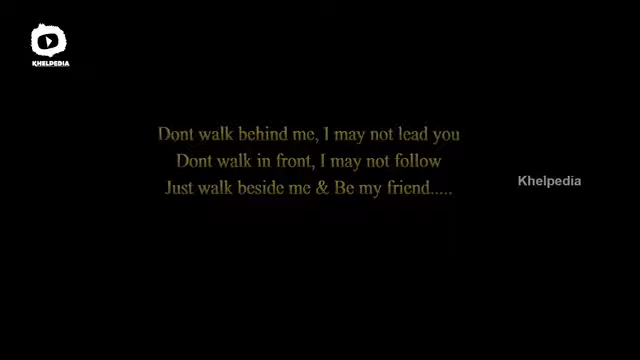 KHELPEDIA
Dont walk behind me, I may not lead you
Dont walk in front, I may not follow
Just walk beside me & Be my friend.....
Khelpedia